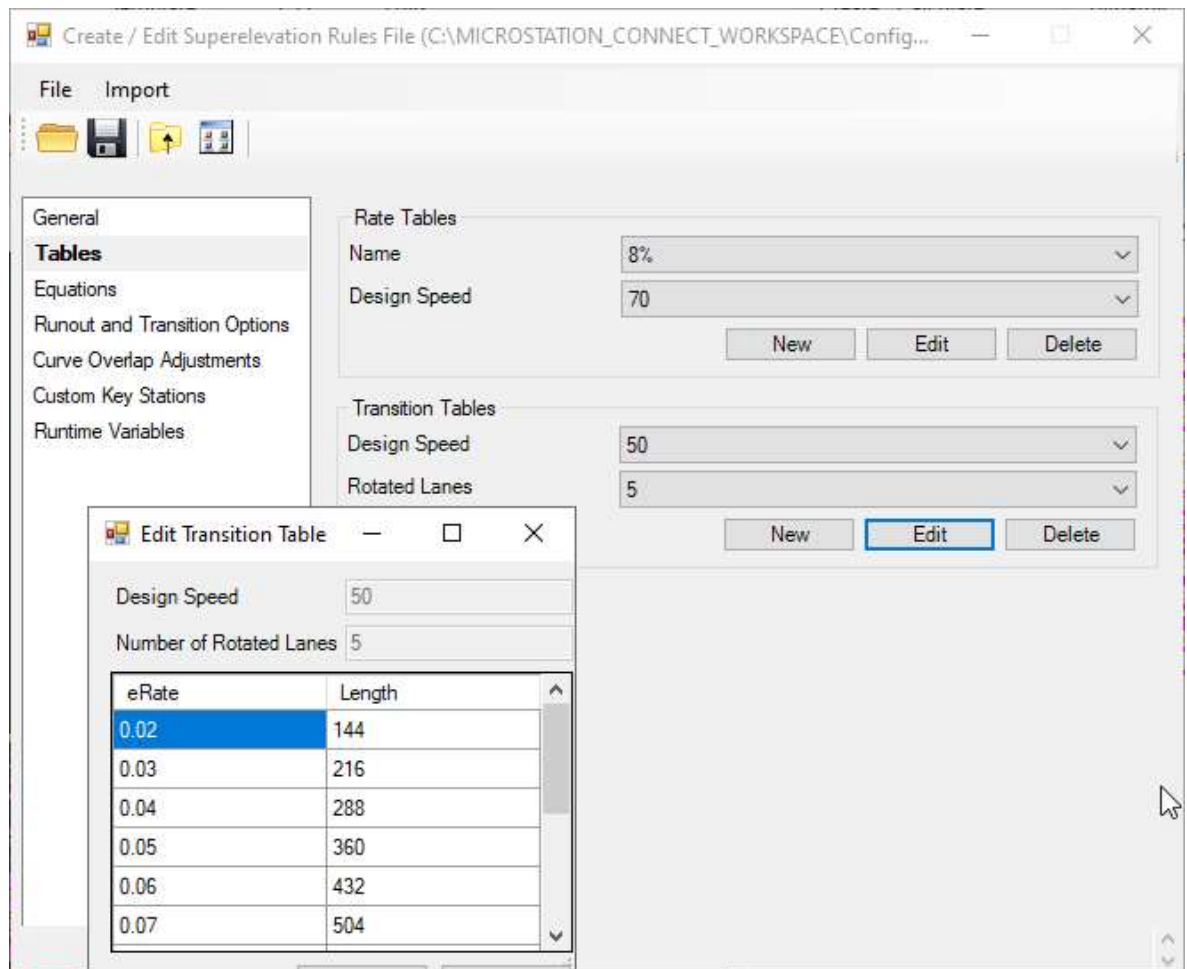 Create / Edit Superelevation Rules File (C:\MICROSTATION_CONNECT_WORKSPACE\Config...
File Import
General
Tables
Equations
Runout and Transition Options
Curve Overlap Adjustments
Custom Key Stations
Runtime Variables
Rate Tables
Name 8%
Design Speed 70
New Edit Delete
Transition Tables
Design Speed 50
Rotated Lanes 5
New Edit Delete
Edit Transition Table
Design Speed 50
Number of Rotated Lanes 5
eRate Length
0.02 144
0.03 216
0.04 288
0.05 360
0.06 432
0.07 504